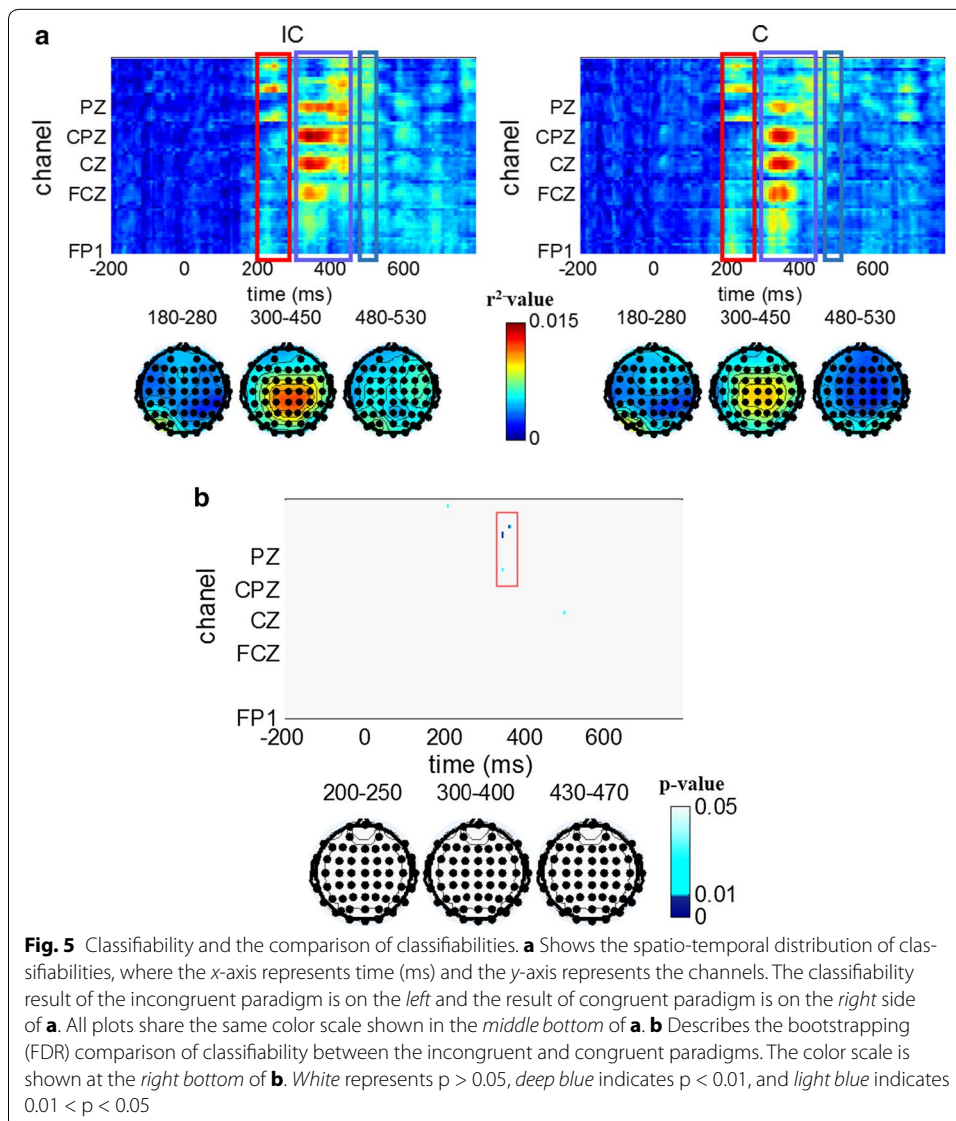 a
IC
C
chanel
PZ
CPZ
CZ
FCZ
FP1
-200 0 200 400 600
time (ms)
180-280 300-450 480-530
r²-value
0.015
0
chanel
PZ
CPZ
CZ
FCZ
FP1
-200 0 200 400 600
time (ms)
180-280 300-450 480-530
b
chanel
PZ
CPZ
CZ
FCZ
FP1
-200 0 200 400 600
time (ms)
200-250 300-400 430-470
p-value
0.05
0.01
0
Fig. 5 Classifiability and the comparison of classifiabilities. a Shows the spatio-temporal distribution of clas-
sifiabilities, where the x-axis represents time (ms) and the y-axis represents the channels. The classifiability
result of the incongruent paradigm is on the left and the result of congruent paradigm is on the right side
of a. All plots share the same color scale shown in the middle bottom of a. b Describes the bootstrapping
(FDR) comparison of classifiability between the incongruent and congruent paradigms. The color scale is
shown at the right bottom of b. White represents p > 0.05, deep blue indicates p < 0.01, and light blue indicates
0.01 < p < 0.05